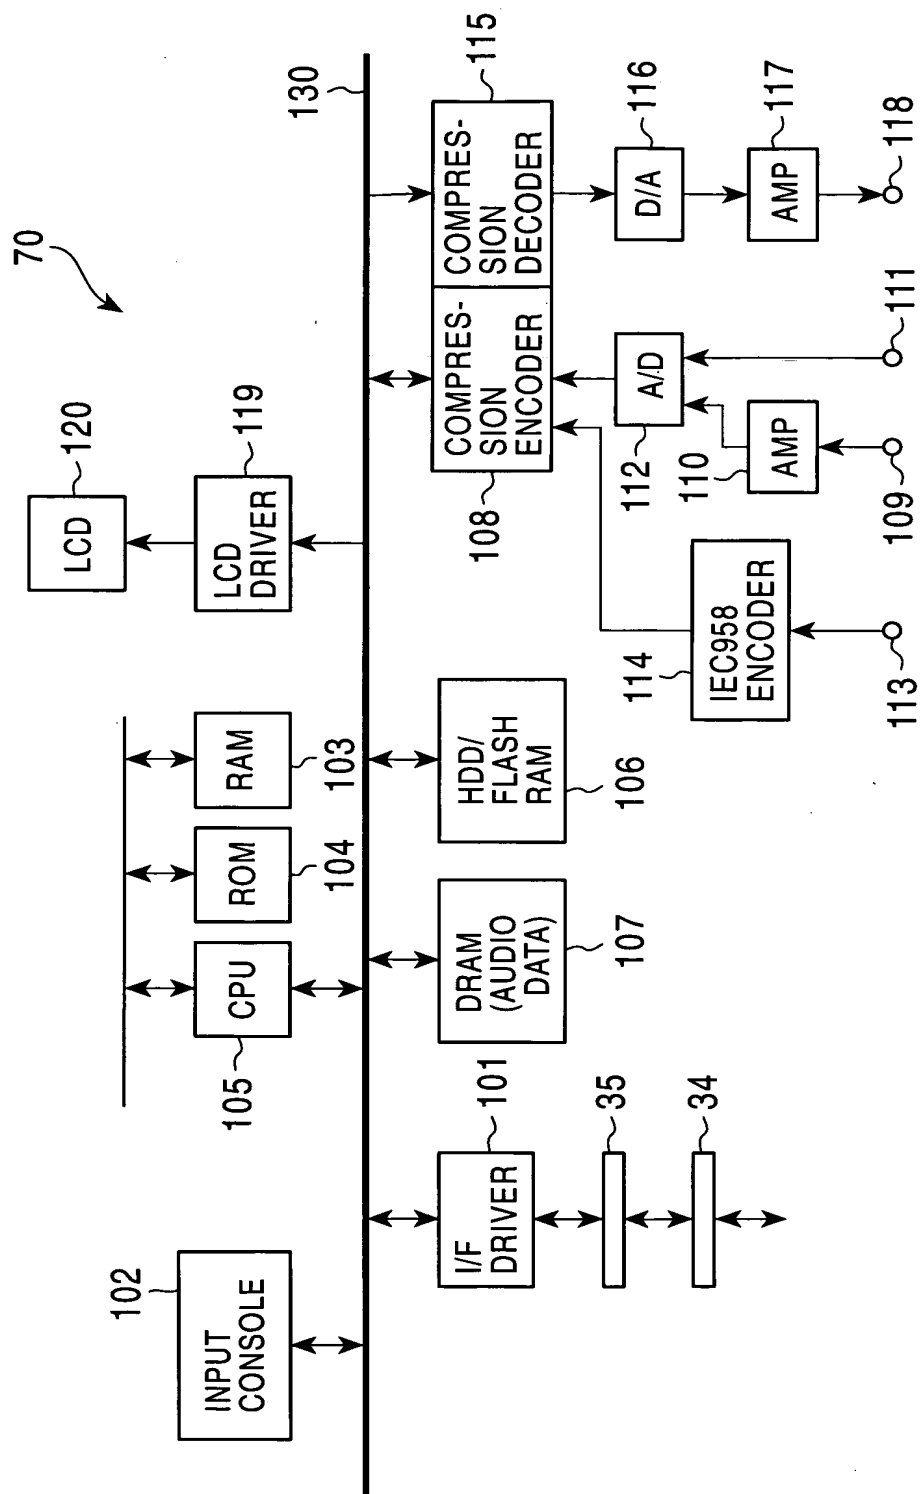 70
120
LCD
119
LCD
DRIVER
130
RAM
103
ROM
104
CPU
105
102
INPUT
CONSOLE
COMPRES-
SION
DECODER
115
COMPRES-
SION
ENCODER
108
D/A
116
AMP
117
118
A/D
112
111
AMP
110
109
IEC958
ENCODER
114
113
HDD/
FLASH
RAM
106
DRAM
(AUDIO
DATA)
107
I/F
DRIVER
101
35
34